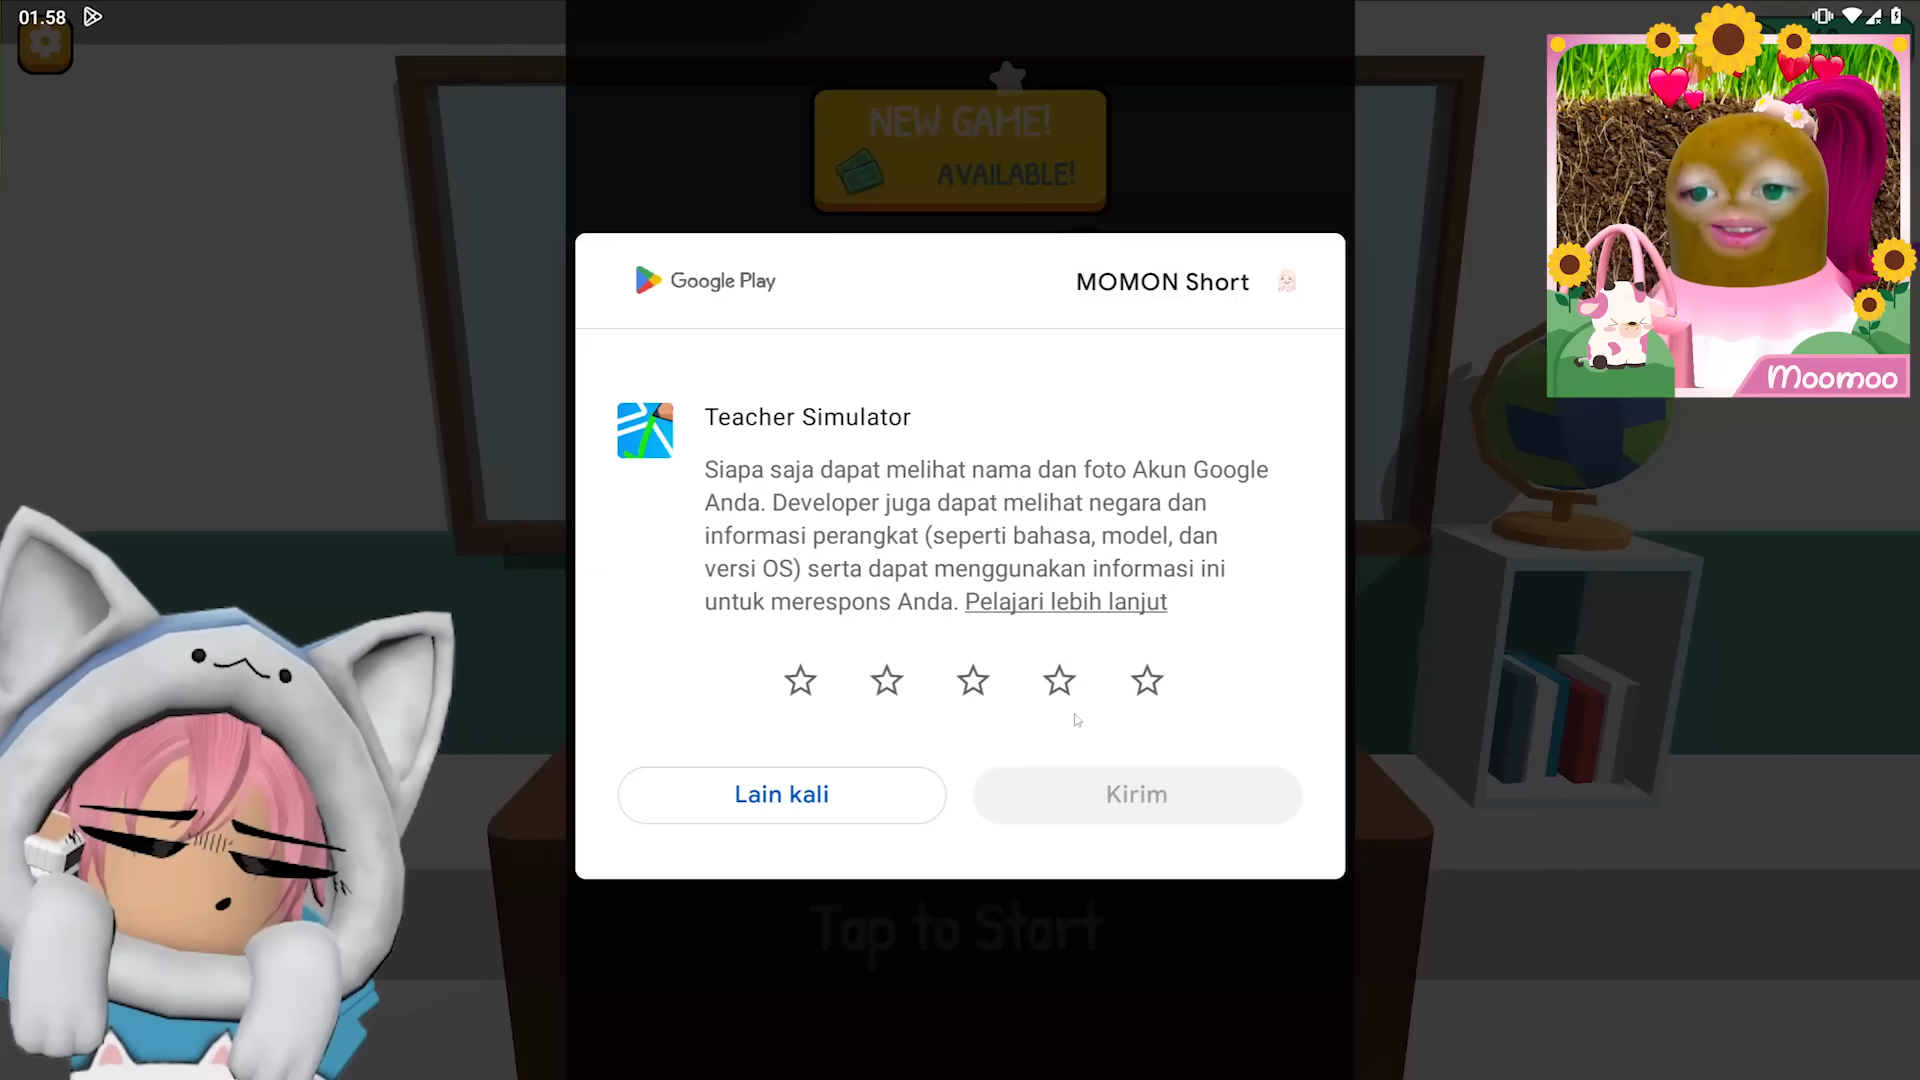 01.58
NEW GAME!
AVAILABLE!
Google Play
MOMON Short
Moomoo
Teacher Simulator
Siapa saja dapat melihat nama dan foto Akun Google
Anda. Developer juga dapat melihat negara dan
informasi perangkat (seperti bahasa, model, dan
versi OS) serta dapat menggunakan informasi ini
untuk merespons Anda. Pelajari lebih lanjut
Lain kali
Kirim
Tap to Start